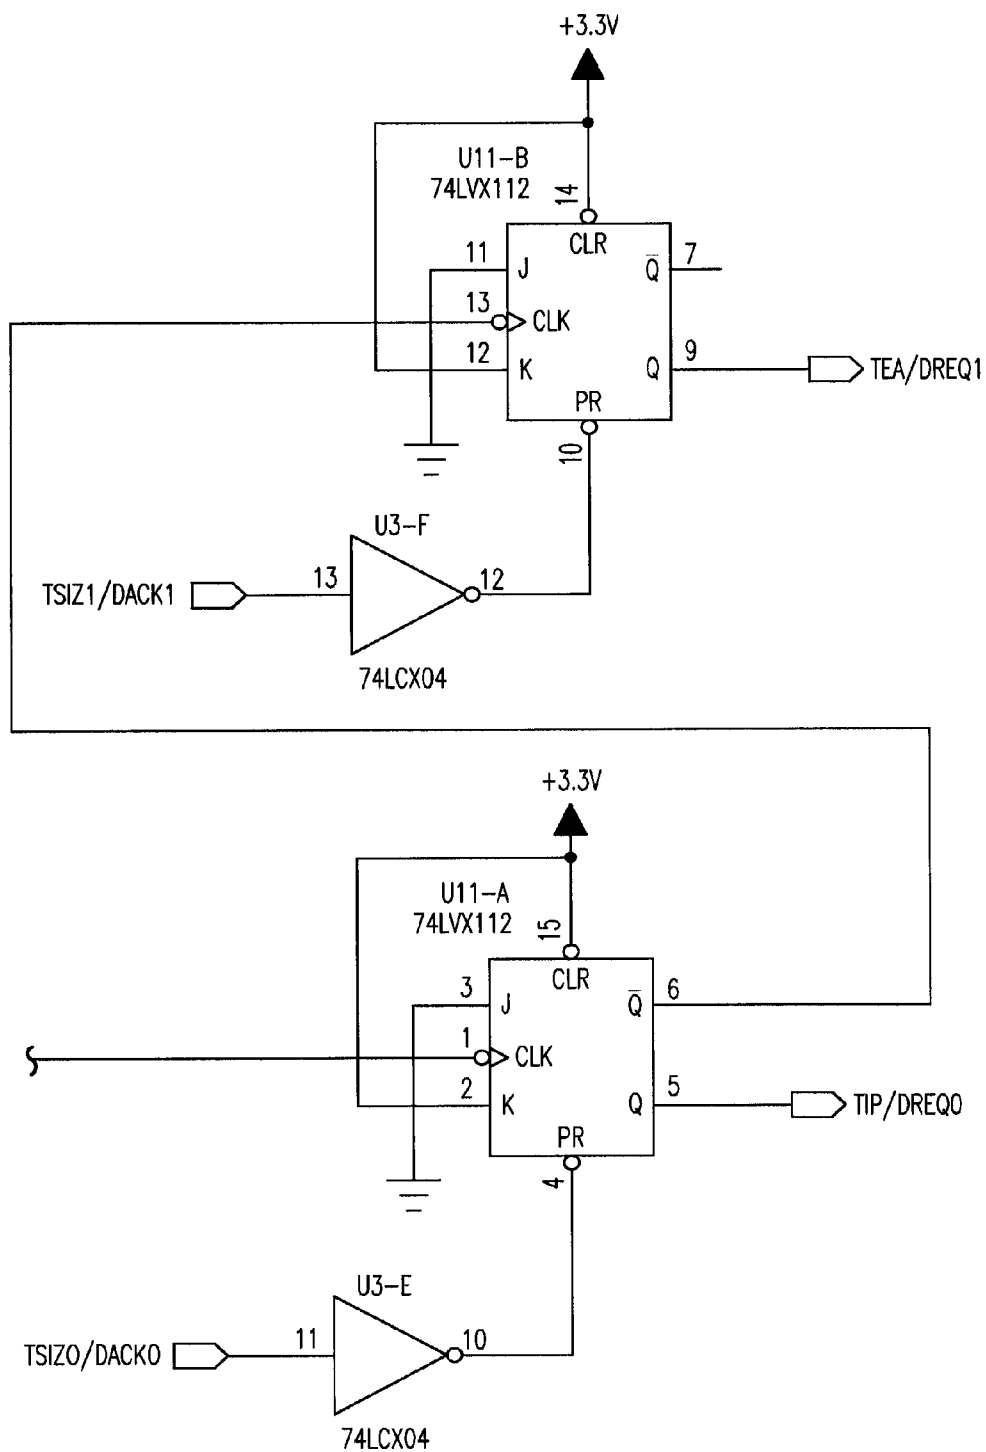 +3.3V
U11-B
74LVX112
14
CLR
11
J
Q̅
7
13
CLK
12
K
Q
9
TEA/DREQ1
PR
10
U3-F
TSIZ1/DACK1
13
12
74LCX04
+3.3V
U11-A
74LVX112
15
CLR
3
J
Q̅
6
1
CLK
2
K
Q
5
TIP/DREQ0
PR
4
U3-E
TSIZ0/DACK0
11
10
74LCX04